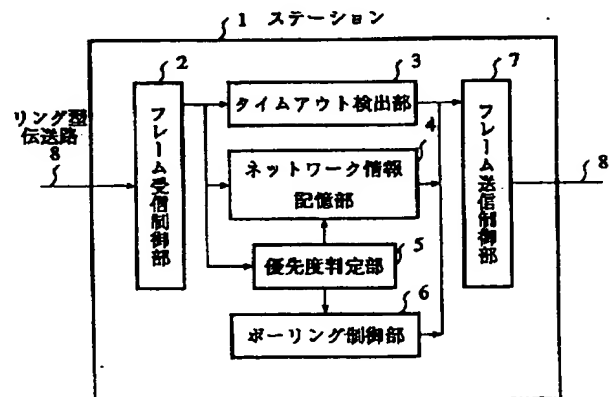 1 ステーション
2
3
7
タイムアウト検出部
リング型
伝送路
8
フレーム受信制御部
4
ネットワーク情報
記憶部
フレーム送信制御部
8
5
優先度判定部
6
ポーリング制御部